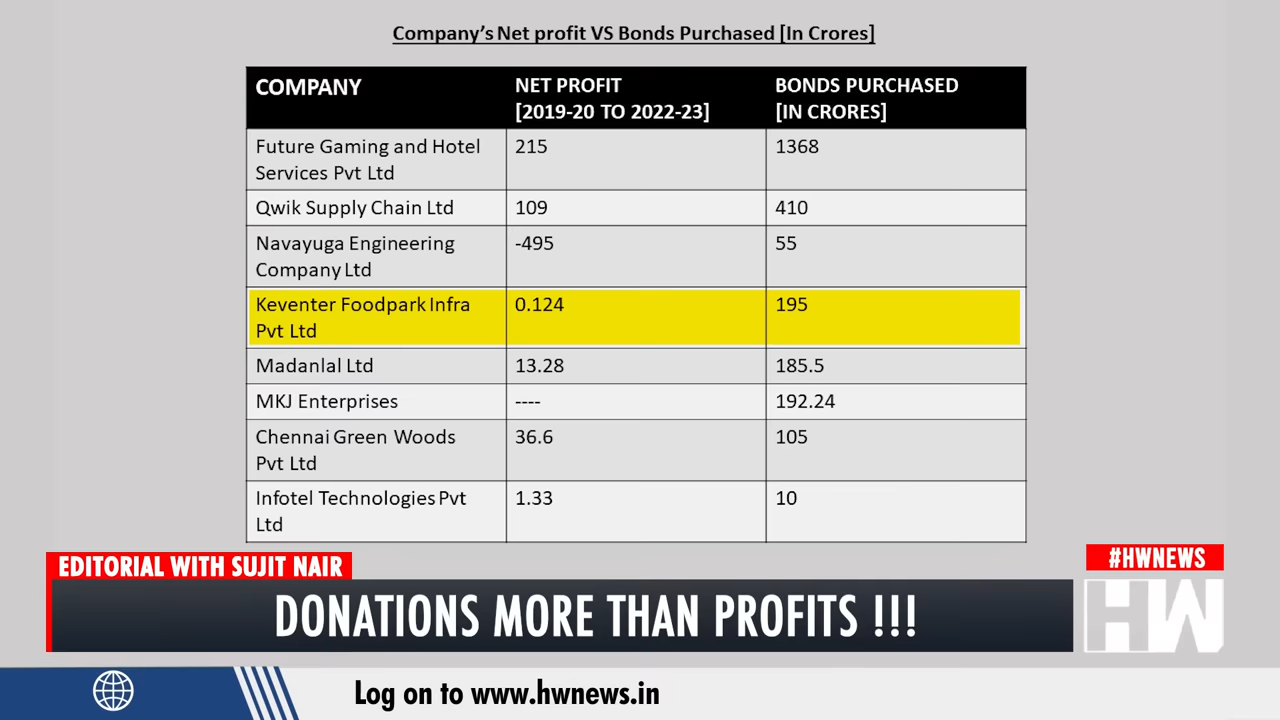 Company's Net profit VS Bonds Purchased [In Crores]
COMPANY NET PROFIT [2019-20 TO 2022-23] BONDS PURCHASED [IN CRORES]
Future Gaming and Hotel Services Pvt Ltd 215 1368
Qwik Supply Chain Ltd 109 410
Navayuga Engineering Company Ltd -495 55
Keventer Foodpark Infra Pvt Ltd 0.124 195
Madanlal Ltd 13.28 185.5
MKJ Enterprises ---- 192.24
Chennai Green Woods Pvt Ltd 36.6 105
Infotel Technologies Pvt Ltd 1.33 10
EDITORIAL WITH SUJIT NAIR
#HWNEWS
DONATIONS MORE THAN PROFITS !!!
HW
Log on to www.hwnews.in